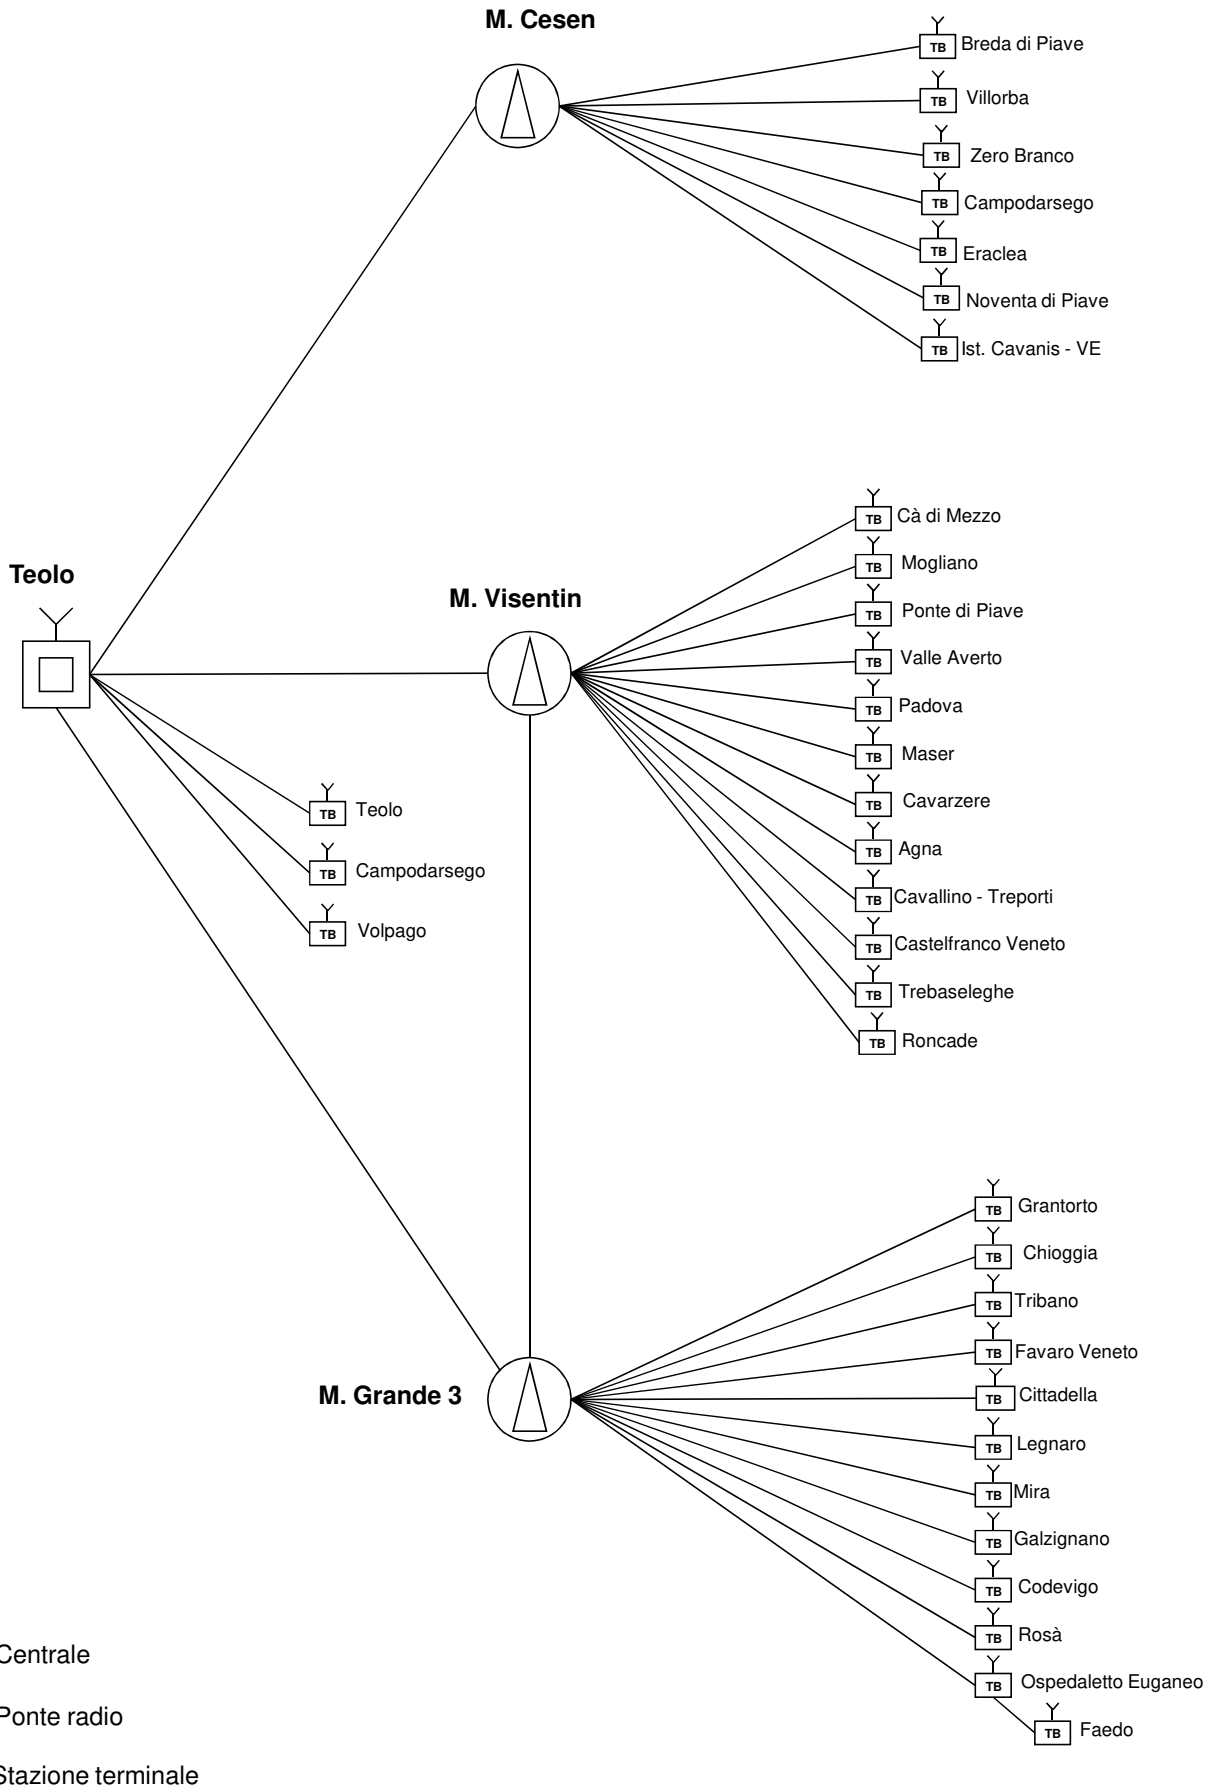 M. Cesen
TB Breda di Piave
TB Villorba
TB Zero Branco
TB Campodarsego
TB Eraclea
TB Noventa di Piave
TB Ist. Cavanis - VE
Teolo
M. Visentin
TB Cà di Mezzo
TB Mogliano
TB Ponte di Piave
TB Valle Averto
TB Padova
TB Maser
TB Cavarzere
TB Agna
TB Cavallino - Treporti
TB Castelfranco Veneto
TB Trebaseleghe
TB Roncade
TB Teolo
TB Campodarsego
TB Volpago
M. Grande 3
TB Grantorto
TB Chioggia
TB Tribano
TB Favaro Veneto
TB Cittadella
TB Legnaro
TB Mira
TB Galzignano
TB Codevigo
TB Rosà
TB Ospedaletto Euganeo
TB Faedo
Centrale
Ponte radio
Stazione terminale